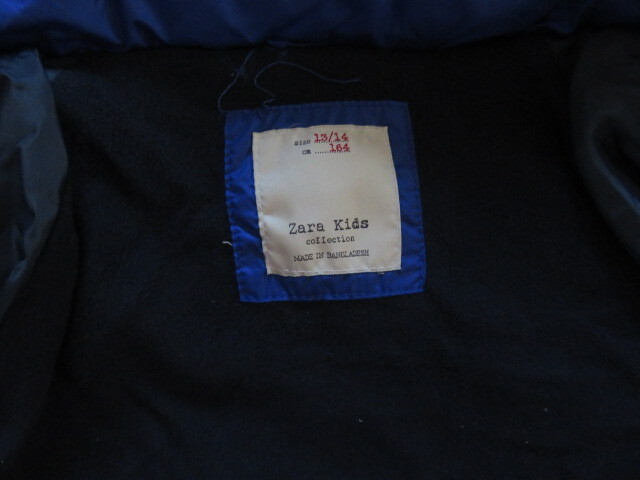 size 13/14
cm ......164
Zara Kids
collection
MADE IN BANGLADESH